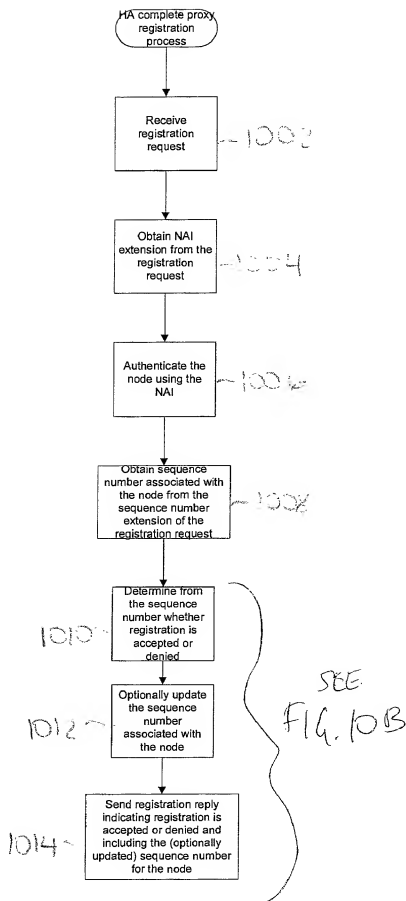 HA complete proxy
registration
process
Receive
registration
request
1002
Obtain NAI
extension from the
registration
request
1004
Authenticate the
node using the
NAI
1006
Obtain sequence
number associated with
the node from the
sequence number
extension of the
registration request
1008
Determine from
the sequence
number whether
registration is
accepted or
denied
1010
Optionally update
the sequence
number
associated with
the node
1012
Send registration reply
indicating registration is
accepted or denied and
including the (optionally
updated) sequence number
for the node
1014
SEE
FIG. 10B